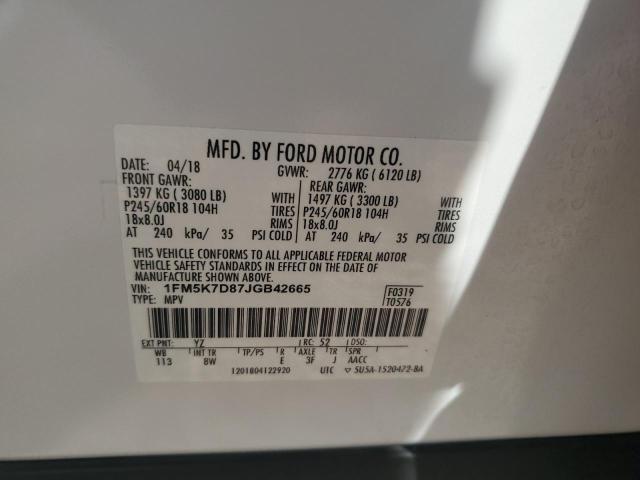 MFD. BY FORD MOTOR CO.
DATE: 04/18 GVWR: 2776 KG ( 6120 LB)
FRONT GAWR: REAR GAWR:
1397 KG ( 3080 LB) 1497 KG ( 3300 LB)
P245/60R18 104H TIRES P245/60R18 104H TIRES
18x8.0J RIMS 18x8.0J RIMS
AT 240 kPa/ 35 PSI COLD AT 240 kPa/ 35 PSI COLD
THIS VEHICLE CONFORMS TO ALL APPLICABLE FEDERAL MOTOR
VEHICLE SAFETY STANDARDS IN EFFECT ON THE DATE OF
MANUFACTURE SHOWN ABOVE.
VIN: 1FM5K7D87JGB42665 F0319
TYPE: MPV T0576
EXT PNT: YZ RC: 52 DSO:
WB INT TR TP/PS R AXLE TR SPR
113 8W E 3F J AACC
1201804122920 UTC 5U5A-1520472-BA